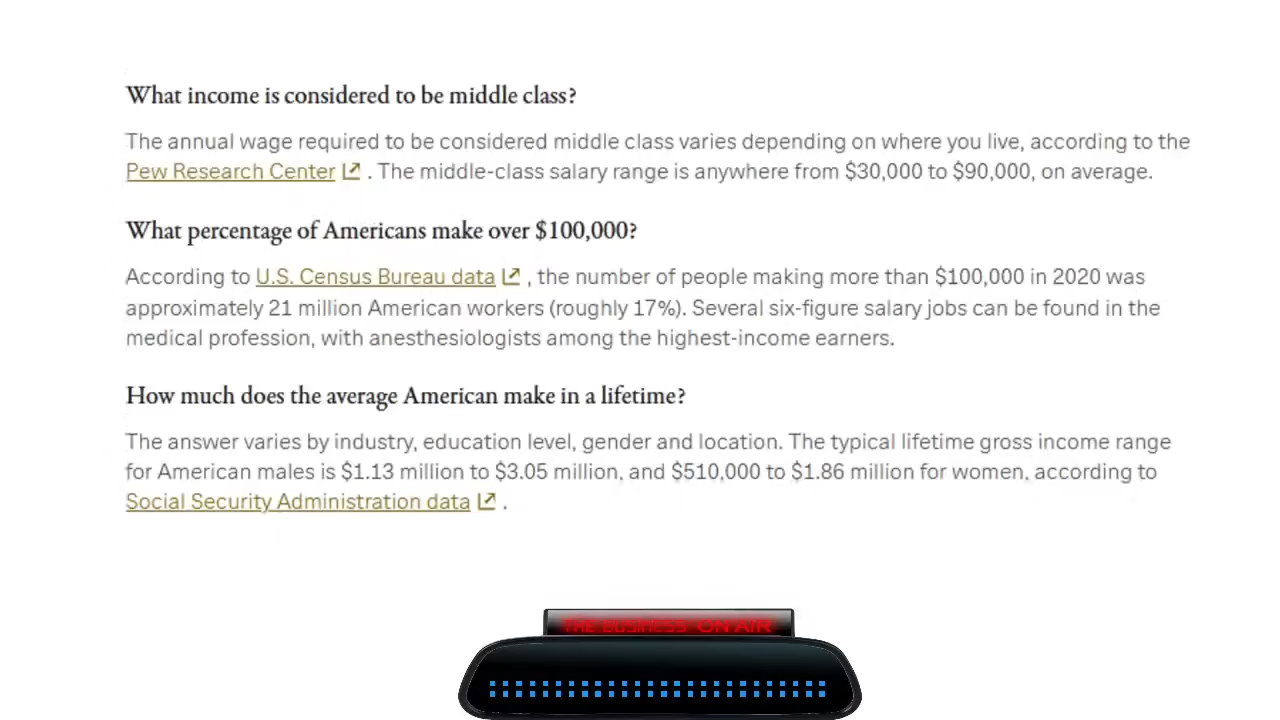 What income is considered to be middle class?
The annual wage required to be considered middle class varies depending on where you live, according to the
Pew Research Center . The middle-class salary range is anywhere from $30,000 to $90,000, on average.
What percentage of Americans make over $100,000?
According to U.S. Census Bureau data , the number of people making more than $100,000 in 2020 was
approximately 21 million American workers (roughly 17%). Several six-figure salary jobs can be found in the
medical profession, with anesthesiologists among the highest-income earners.
How much does the average American make in a lifetime?
The answer varies by industry, education level, gender and location. The typical lifetime gross income range
for American males is $1.13 million to $3.05 million, and $510,000 to $1.86 million for women, according to
Social Security Administration data .
THE BUSINESS ON AIR